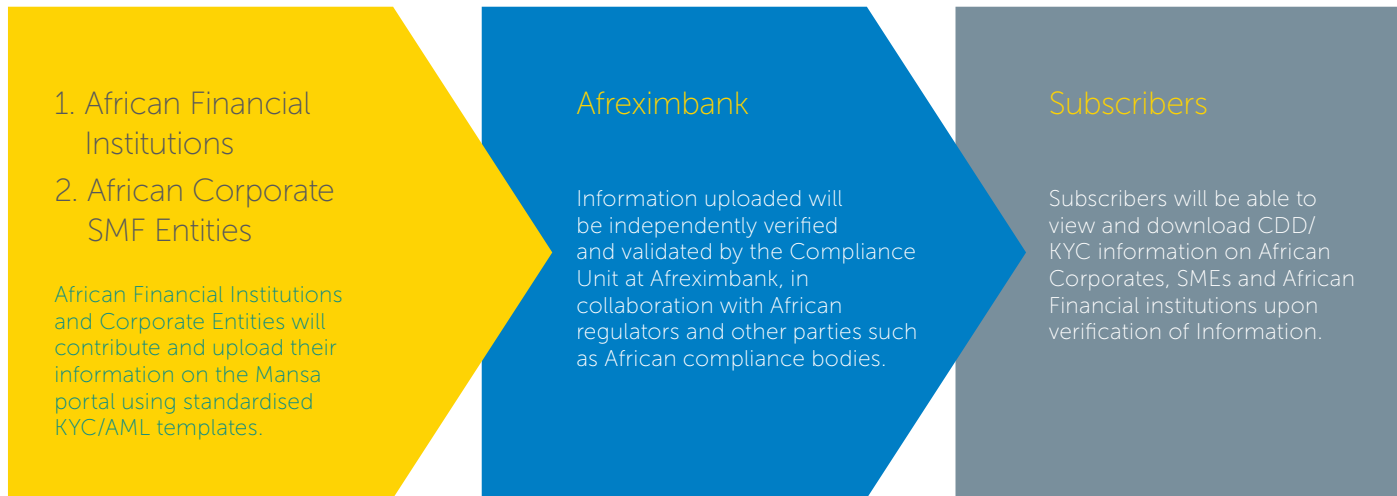 1. African Financial
Institutions
2. African Corporate
SMF Entities
African Financial Institutions
and Corporate Entities will
contribute and upload their
information on the Mansa
portal using standardised
KYC/AML templates.
Afreximbank
Information uploaded will
be independently verified
and validated by the Compliance
Unit at Afreximbank, in
collaboration with African
regulators and other parties such
as African compliance bodies.
Subscribers
Subscribers will be able to
view and download CDD/
KYC information on African
Corporates, SMEs and African
Financial institutions upon
verification of Information.